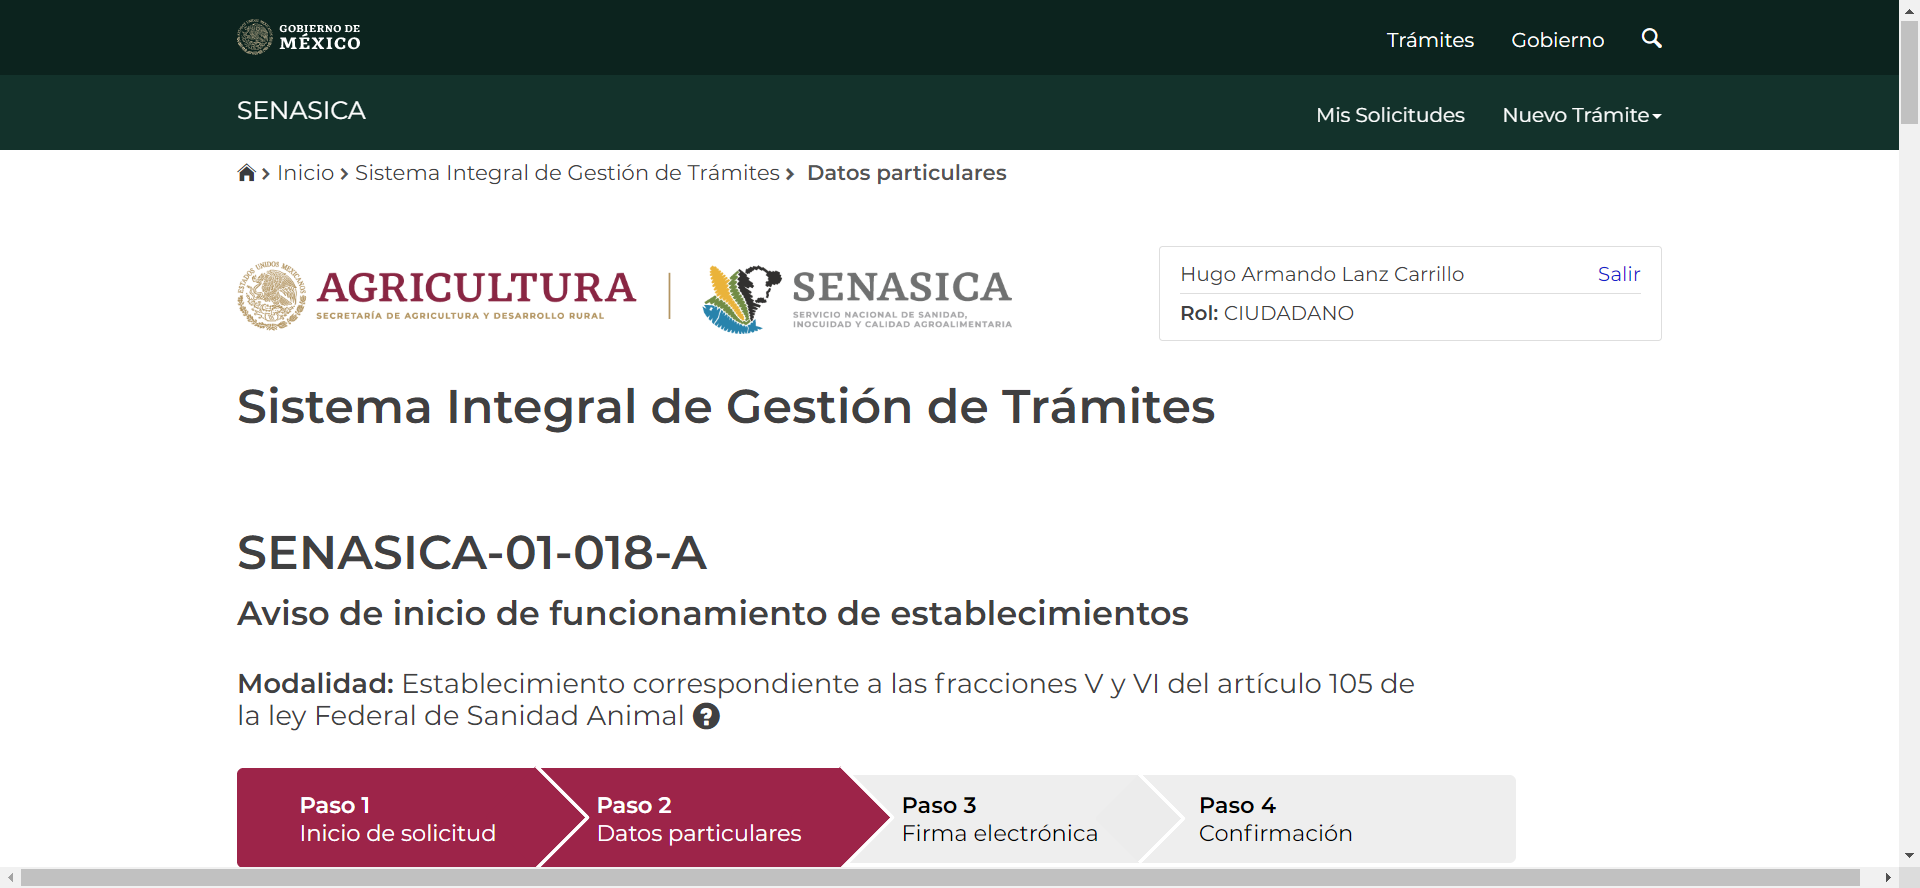 GOBIERNO DE
MÉXICO
Trámites
Gobierno
SENASICA
Mis Solicitudes
Nuevo Trámite
Inicio
Sistema Integral de Gestión de Trámites
Datos particulares
ESTADOS UNIDOS MEXICANOS
AGRICULTURA
SECRETARÍA DE AGRICULTURA Y DESARROLLO RURAL
SENASICA
SERVICIO NACIONAL DE SANIDAD,
INOCUIDAD Y CALIDAD AGROALIMENTARIA
Hugo Armando Lanz Carrillo
Salir
Rol: CIUDADANO
Sistema Integral de Gestión de Trámites
SENASICA-01-018-A
Aviso de inicio de funcionamiento de establecimientos
Modalidad: Establecimiento correspondiente a las fracciones V y VI del artículo 105 de
la ley Federal de Sanidad Animal ?
Paso 1
Inicio de solicitud
Paso 2
Datos particulares
Paso 3
Firma electrónica
Paso 4
Confirmación